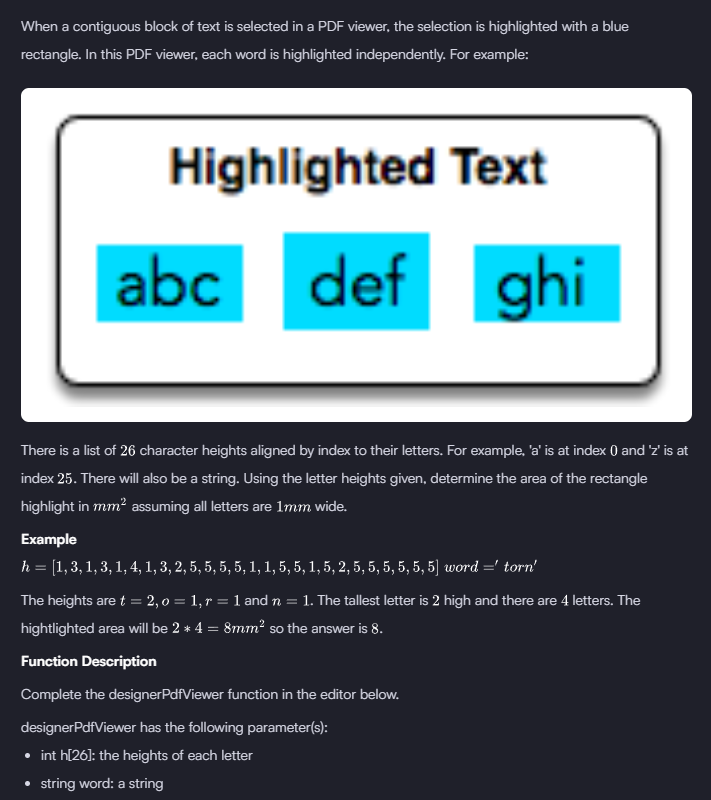 When a contiguous block of text is selected in a PDF viewer, the selection is highlighted with a blue
rectangle. In this PDF viewer, each word is highlighted independently. For example:
Highlighted Text
abc def ghi
There is a list of 26 character heights aligned by index to their letters. For example, 'a' is at index 0 and 'z' is at
index 25. There will also be a string. Using the letter heights given, determine the area of the rectangle
highlight in mm² assuming all letters are 1mm wide.
Example
h = [1, 3, 1, 3, 1, 4, 1, 3, 2, 5, 5, 5, 5, 1, 1, 5, 5, 1, 5, 2, 5, 5, 5, 5, 5, 5] word =' torn'
The heights are t = 2, o = 1, r = 1 and n = 1. The tallest letter is 2 high and there are 4 letters. The
hightlighted area will be 2 * 4 = 8mm² so the answer is 8.
Function Description
Complete the designerPdfViewer function in the editor below.
designerPdfViewer has the following parameter(s):
• int h[26]: the heights of each letter
• string word: a string